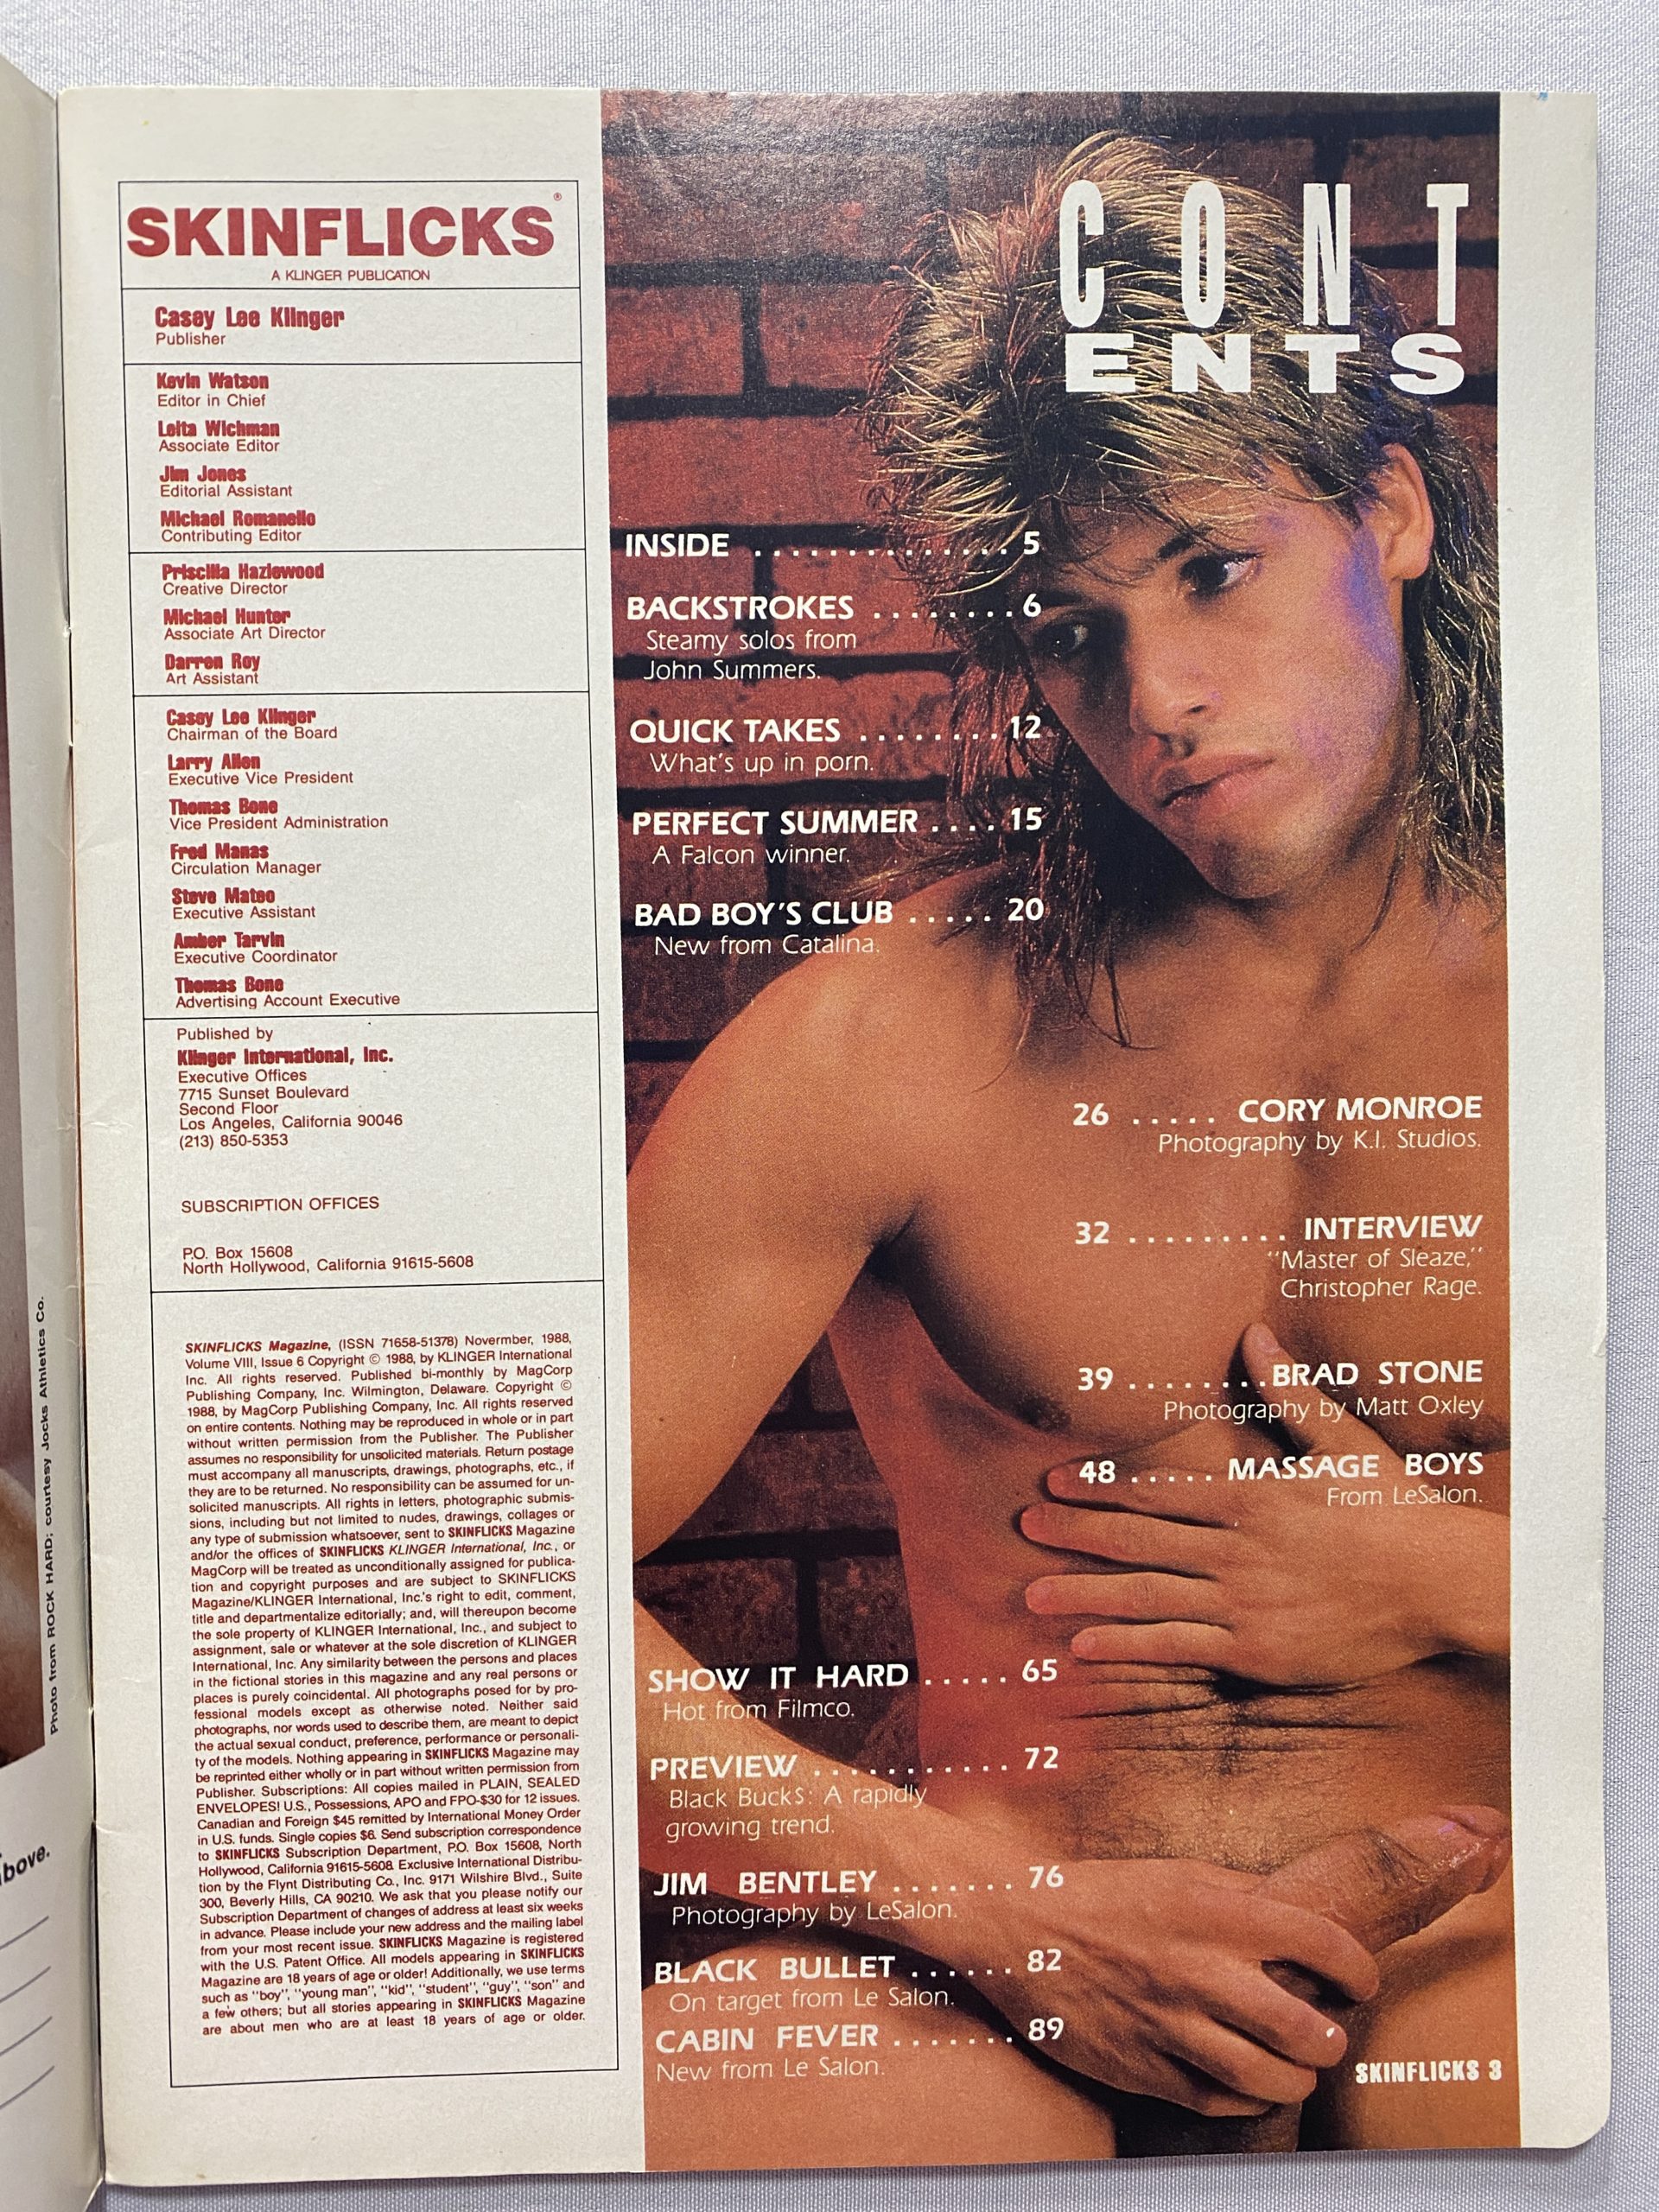 SKINFLICKS®
A KLINGER PUBLICATION
Casey Lee Klinger
Publisher
Kevin Watson
Editor in Chief
Leita Wichman
Associate Editor
Jim Jones
Editorial Assistant
Michael Romanello
Contributing Editor
Priscilla Hazlewood
Creative Director
Michael Hunter
Associate Art Director
Darren Roy
Art Assistant
Casey Lee Klinger
Chairman of the Board
Larry Allen
Executive Vice President
Thomas Bone
Vice President Administration
Fred Manas
Circulation Manager
Steve Mateo
Executive Assistant
Amber Tarvin
Executive Coordinator
Thomas Bone
Advertising Account Executive
Published by
Klinger International, Inc.
Executive Offices
7715 Sunset Boulevard
Second Floor
Los Angeles, California 90046
(213) 850-5353
SUBSCRIPTION OFFICES
P.O. Box 15608
North Hollywood, California 91615-5608
SKINFLICKS Magazine, (ISSN 71658-51378) Novermber, 1988,
Volume VIII, Issue 6 Copyright © 1988, by KLINGER International
Inc. All rights reserved. Published bi-monthly by MagCorp
Publishing Company, Inc. Wilmington, Delaware. Copyright ©
1988, by MagCorp Publishing Company, Inc. All rights reserved
on entire contents. Nothing may be reproduced in whole or in part
without written permission from the Publisher. The Publisher
assumes no responsibility for unsolicited materials. Return postage
must accompany all manuscripts, drawings, photographs, etc., if
they are to be returned. No responsibility can be assumed for un-
solicited manuscripts. All rights in letters, photographic submis-
sions, including but not limited to nudes, drawings, collages or
any type of submission whatsoever, sent to SKINFLICKS Magazine
and/or the offices of SKINFLICKS KLINGER International, Inc., or
MagCorp will be treated as unconditionally assigned for publica-
tion and copyright purposes and are subject to SKINFLICKS
Magazine/KLINGER International, Inc.'s right to edit, comment,
title and departmentalize editorially; and, will thereupon become
the sole property of KLINGER International, Inc., and subject to
assignment, sale or whatever at the sole discretion of KLINGER
International, Inc. Any similarity between the persons and places
in the fictional stories in this magazine and any real persons or
places is purely coincidental. All photographs posed for by pro-
fessional models except as otherwise noted. Neither said
photographs, nor words used to describe them, are meant to depict
the actual sexual conduct, preference, performance or personali-
ty of the models. Nothing appearing in SKINFLICKS Magazine may
be reprinted either wholly or in part without written permission from
Publisher. Subscriptions: All copies mailed in PLAIN, SEALED
ENVELOPES! U.S., Possessions, APO and FPO-$30 for 12 issues.
Canadian and Foreign $45 remitted by International Money Order
in U.S. funds. Single copies $6. Send subscription correspondence
to SKINFLICKS Subscription Department, P.O. Box 15608, North
Hollywood, California 91615-5608. Exclusive International Distribu-
tion by the Flynt Distributing Co., Inc. 9171 Wilshire Blvd., Suite
300, Beverly Hills, CA 90210. We ask that you please notify our
Subscription Department of changes of address at least six weeks
in advance. Please include your new address and the mailing label
from your most recent issue. SKINFLICKS Magazine is registered
with the U.S. Patent Office. All models appearing in SKINFLICKS
Magazine are 18 years of age or older! Additionally, we use terms
such as "boy", "young man", "kid", "student", "guy", "son" and
a few others; but all stories appearing in SKINFLICKS Magazine
are about men who are at least 18 years of age or older.
CONT
ENTS
INSIDE .............. 5
BACKSTROKES ........ 6
Steamy solos from
John Summers.
QUICK TAKES ........ 12
What's up in porn.
PERFECT SUMMER .... 15
A Falcon winner.
BAD BOY'S CLUB ..... 20
New from Catalina.
26 ..... CORY MONROE
Photography by K.I. Studios.
32 ......... INTERVIEW
"Master of Sleaze,"
Christopher Rage.
39 ........ BRAD STONE
Photography by Matt Oxley
48 ..... MASSAGE BOYS
From LeSalon.
SHOW IT HARD ..... 65
Hot from Filmco.
PREVIEW ........... 72
Black Buck$: A rapidly
growing trend.
JIM BENTLEY ....... 76
Photography by LeSalon.
BLACK BULLET ...... 82
On target from Le Salon.
CABIN FEVER ....... 89
New from Le Salon.
SKINFLICKS 3
Photo from ROCK HARD; courtesy Jocks Athletics Co.